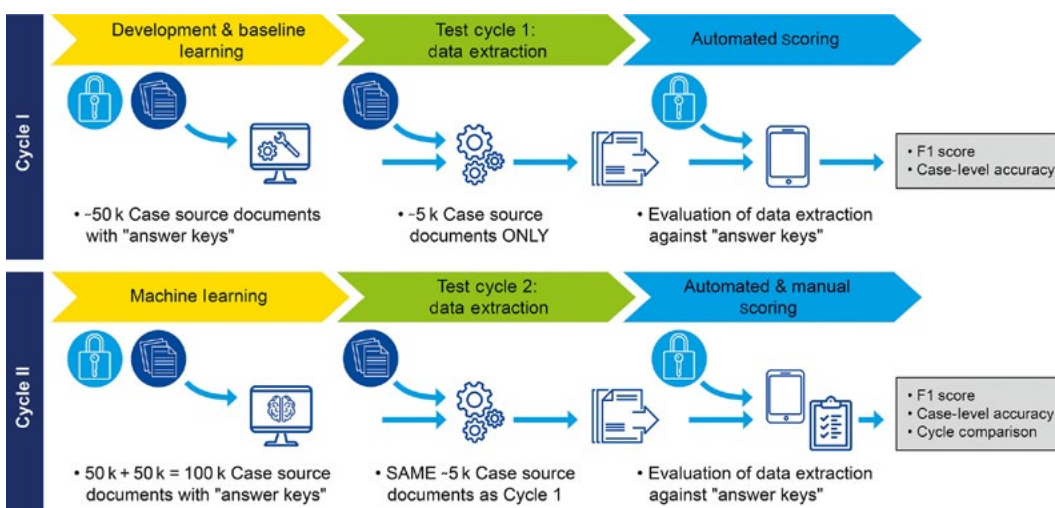 Cycle I
Development & baseline
learning
Test cycle 1:
data extraction
Automated scoring
• ~50 k Case source documents
with "answer keys"
• ~5 k Case source
documents ONLY
• Evaluation of data extraction
against "answer keys"
• F1 score
• Case-level accuracy
Cycle II
Machine learning
Test cycle 2:
data extraction
Automated & manual
scoring
• 50 k + 50 k = 100 k Case source
documents with "answer keys"
• SAME ~5 k Case source
documents as Cycle 1
• Evaluation of data extraction
against "answer keys"
• F1 score
• Case-level accuracy
• Cycle comparison